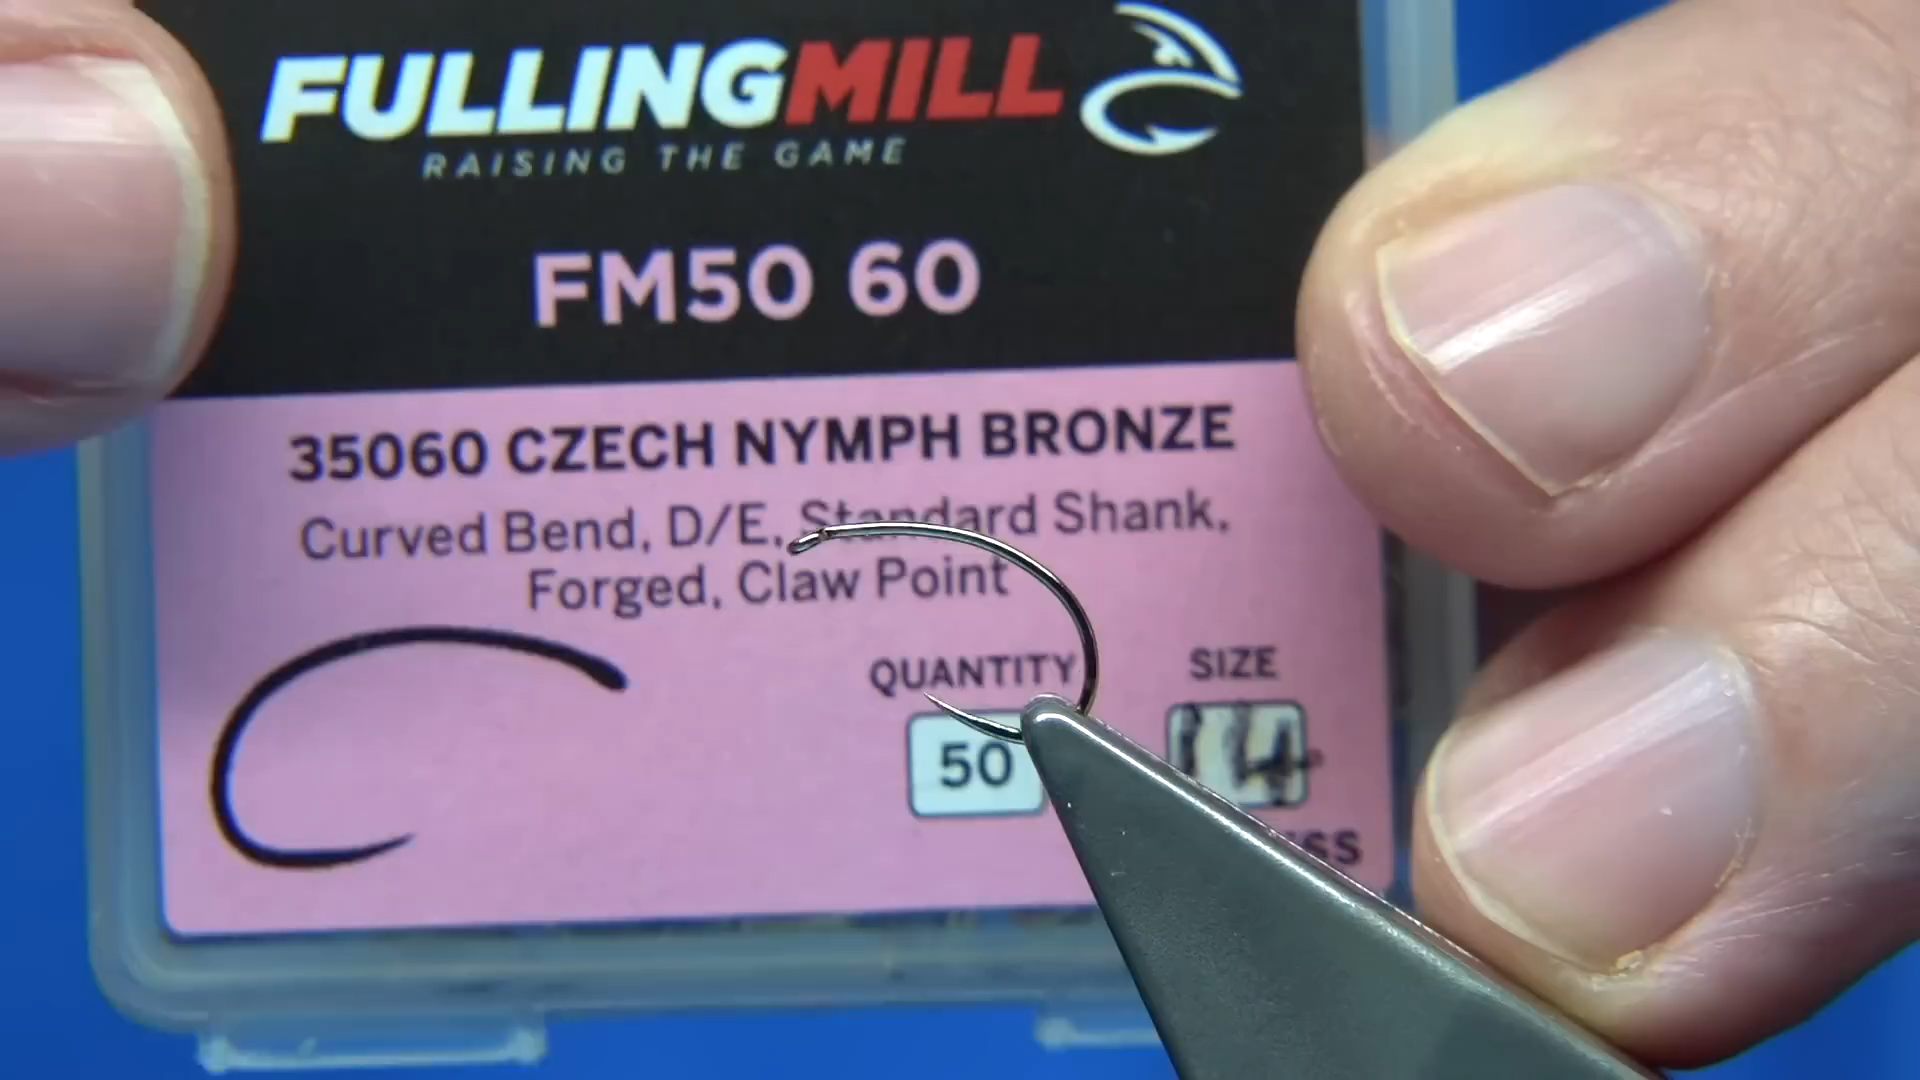 FULLINGMILL
RAISING THE GAME
FM50 60
35060 CZECH NYMPH BRONZE
Curved Bend, D/E, Standard Shank,
Forged, Claw Point
QUANTITY SIZE
50 14